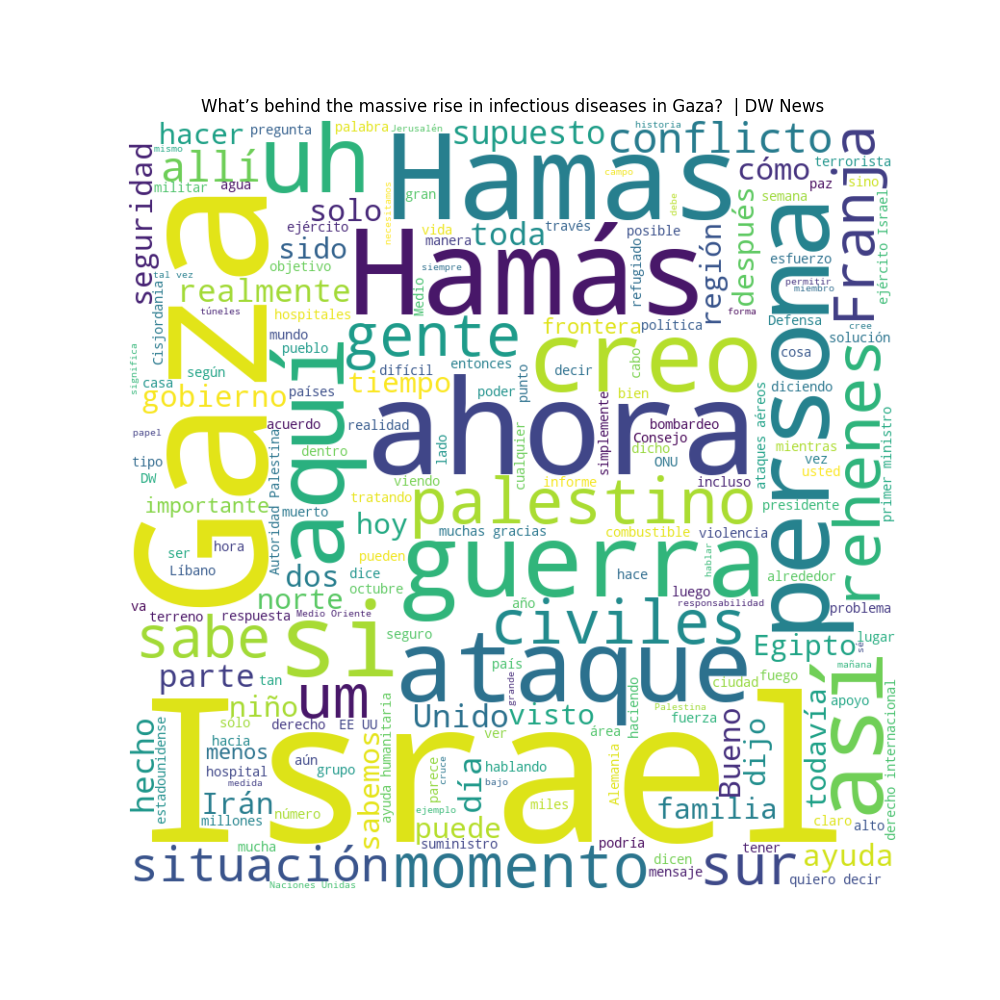 What’s behind the massive rise in infectious diseases in Gaza?  | DW News
hacer
pregunta
palabra
Jerusalén
supuesto
historia
conflicto
Franja
mismo
allí
uh
Hamas
campo
cómo
terrorista
seguridad
militar
agua
necesitamos
gran
debe
paz
sino
semana
Gaza
solo
ejército
vida
toda
través
posible
región
después
persona
ejército Israel
sido
manera
Hamás
siempre
refugiado
esfuerzo
objetivo
tal vez
Cisjordania
realmente
Medio
permitir
miembro
túneles
hospitales
forma
mundo
gente
frontera
política
Defensa
cree
solución
pueblo
aquí
creo
cabo
cosa
significa
según
difícil
entonces
decir
rehenes
casa
países
tiempo
poder
punto
bien
diciendo
gobierno
ahora
simplemente
ataques aéreos
primer ministro
papel
acuerdo
realidad
lado
cualquier
bombardeo
Consejo
dicho
mientras
tipo
DW
Autoridad Palestina
dentro
viendo
ONU
vez
usted
informe
incluso
importante
tratando
palestino
presidente
muerto
hoy
muchas gracias
combustible
violencia
ser
hora
pueden
guerra
hablar
alrededor
Líbano
dos
dice
hace
octubre
luego
va
norte
año
responsabilidad
problema
terreno
respuesta
Medio Oriente
si
civiles
sabe
seguro
Egipto
sé
lugar
así
ataque
país
mañana
parte
tan
um
grande
ciudad
fuego
todavía
apoyo
niño
Unido
visto
haciendo
Palestina
fuerza
Bueno
dijo
derecho internacional
hecho
estadounidense
sólo
derecho
EE UU
ayuda humanitaria
hacia
menos
aún
sabemos
ver
área
claro
alto
Israel
hospital
medida
grupo
parece
cruce
día
hablando
bajo
Alemania
Irán
millones
número
ejemplo
miles
familia
puede
mucha
suministro
podría
tener
situación
momento
dicen
mensaje
sur
ayuda
quiero decir
Naciones Unidas